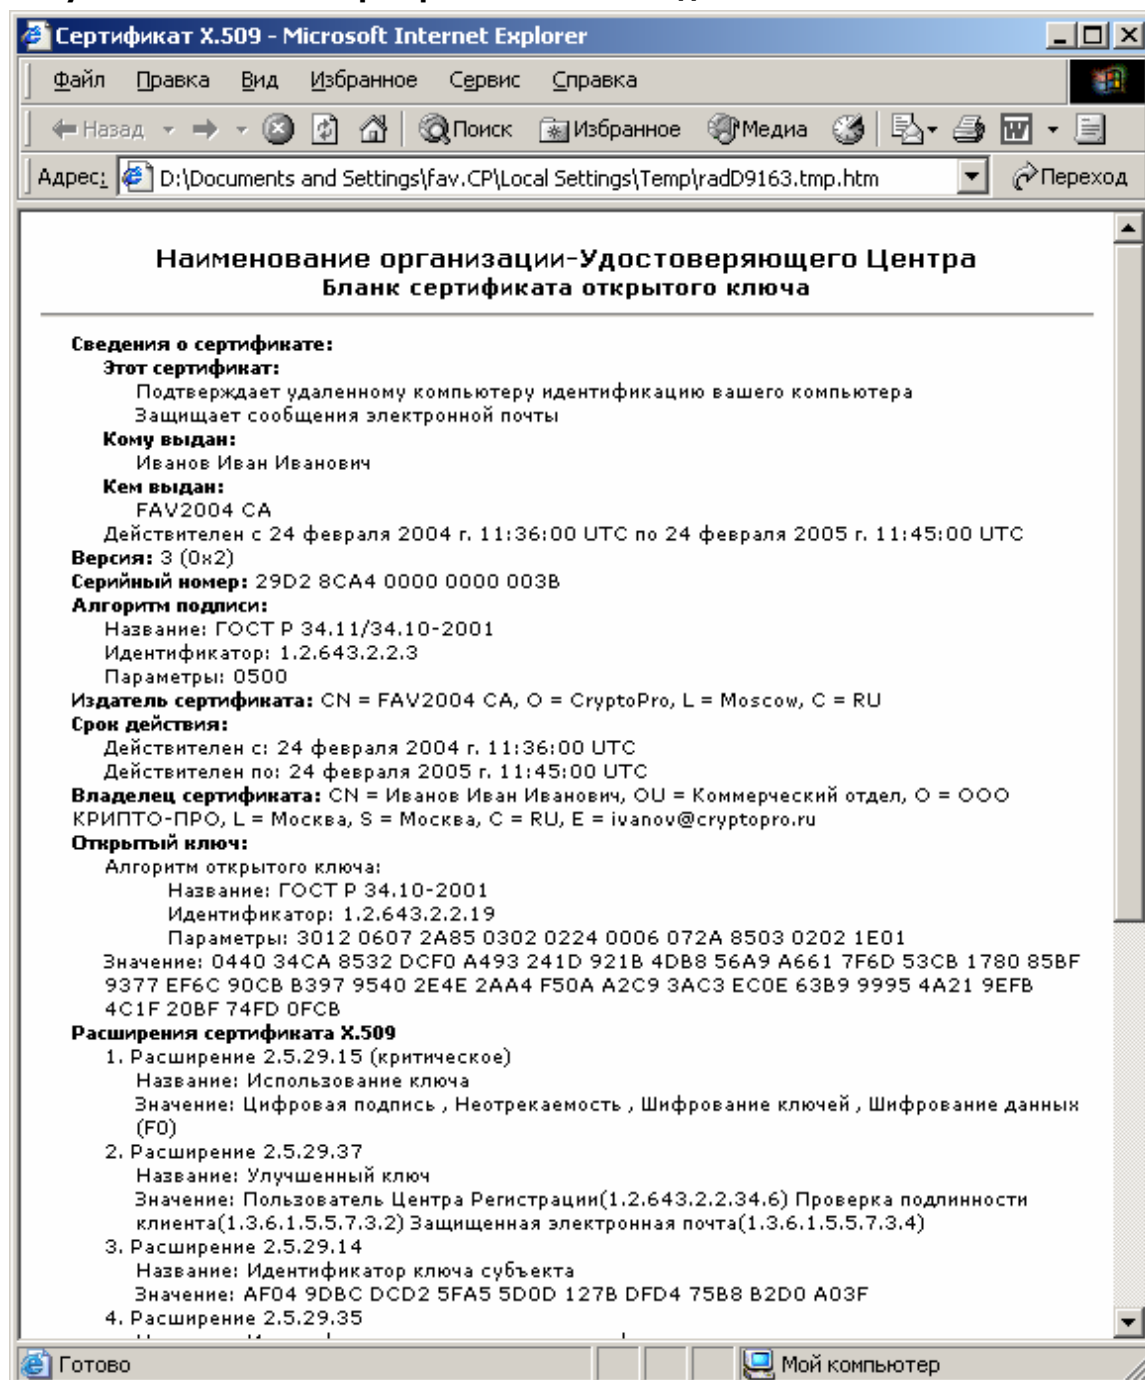 Сертификат X.509 - Microsoft Internet Explorer
Файл Правка Вид Избранное Сервис Справка
Назад Поиск Избранное Медиа
Адрес: D:\Documents and Settings\fav.CP\Local Settings\Temp\radD9163.tmp.htm Переход
Наименование организации-Удостоверяющего Центра
Бланк сертификата открытого ключа
Сведения о сертификате:
Этот сертификат:
Подтверждает удаленному компьютеру идентификацию вашего компьютера
Защищает сообщения электронной почты
Кому выдан:
Иванов Иван Иванович
Кем выдан:
FAV2004 CA
Действителен с 24 февраля 2004 г. 11:36:00 UTC по 24 февраля 2005 г. 11:45:00 UTC
Версия: 3 (0x2)
Серийный номер: 29D2 8CA4 0000 0000 003B
Алгоритм подписи:
Название: ГОСТ Р 34.11/34.10-2001
Идентификатор: 1.2.643.2.2.3
Параметры: 0500
Издатель сертификата: CN = FAV2004 CA, O = CryptoPro, L = Moscow, C = RU
Срок действия:
Действителен с: 24 февраля 2004 г. 11:36:00 UTC
Действителен по: 24 февраля 2005 г. 11:45:00 UTC
Владелец сертификата: CN = Иванов Иван Иванович, OU = Коммерческий отдел, O = ООО
КРИПТО-ПРО, L = Москва, S = Москва, C = RU, E = ivanov@cryptopro.ru
Открытый ключ:
Алгоритм открытого ключа:
Название: ГОСТ Р 34.10-2001
Идентификатор: 1.2.643.2.2.19
Параметры: 3012 0607 2A85 0302 0224 0006 072A 8503 0202 1E01
Значение: 0440 34CA 8532 DCF0 A493 241D 921B 4DB8 56A9 A661 7F6D 53CB 1780 85BF
9377 EF6C 90CB B397 9540 2E4E 2AA4 F50A A2C9 3AC3 EC0E 63B9 9995 4A21 9EFB
4C1F 20BF 74FD 0FCB
Расширения сертификата X.509
1. Расширение 2.5.29.15 (критическое)
Название: Использование ключа
Значение: Цифровая подпись , Неотрекаемость , Шифрование ключей , Шифрование данных
(F0)
2. Расширение 2.5.29.37
Название: Улучшенный ключ
Значение: Пользователь Центра Регистрации(1.2.643.2.2.34.6) Проверка подлинности
клиента(1.3.6.1.5.5.7.3.2) Защищенная электронная почта(1.3.6.1.5.5.7.3.4)
3. Расширение 2.5.29.14
Название: Идентификатор ключа субъекта
Значение: AF04 9DBC DCD2 5FA5 5D0D 127B DFD4 75B8 B2D0 A03F
4. Расширение 2.5.29.35
Готово Мой компьютер